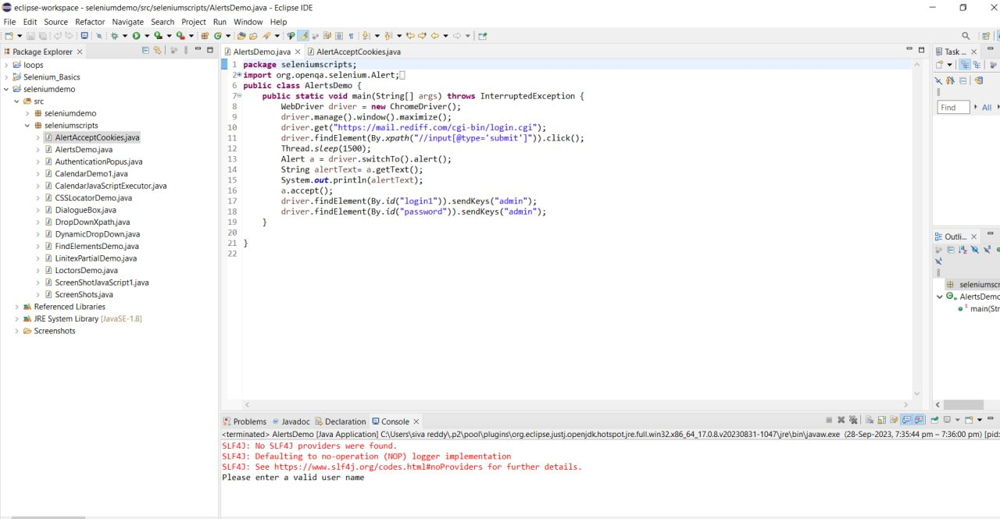 eclipse-workspace - seleniumdemo/src/seleniumscripts/AlertsDemo.java - Eclipse IDE
File Edit Source Refactor Navigate Search Project Run Window Help
Package Explorer
loops
Selenium_Basics
seleniumdemo
src
seleniumdemo
seleniumscripts
AlertAcceptCookies.java
AlertsDemo.java
AuthenticationPopus.java
CalendarDemo1.java
CalendarJavaScriptExecutor.java
CSSLocatorDemo.java
DialogueBox.java
DropDownXpath.java
DynamicDropDown.java
FindElementsDemo.java
LinitexPartialDemo.java
LoctorsDemo.java
ScreenShotJavaScript1.java
ScreenShots.java
Referenced Libraries
JRE System Library [JavaSE-1.8]
Screenshots
AlertsDemo.java AlertAcceptCookies.java
1 package seleniumscripts;
2 import org.openqa.selenium.Alert;
6 public class AlertsDemo {
7 public static void main(String[] args) throws InterruptedException {
8 WebDriver driver = new ChromeDriver();
9 driver.manage().window().maximize();
10 driver.get("https://mail.rediff.com/cgi-bin/login.cgi");
11 driver.findElement(By.xpath("//input[@type='submit']")).click();
12 Thread.sleep(1500);
13 Alert a = driver.switchTo().alert();
14 String alertText= a.getText();
15 System.out.println(alertText);
16 a.accept();
17 driver.findElement(By.id("login1")).sendKeys("admin");
18 driver.findElement(By.id("password")).sendKeys("admin");
19 }
20
21 }
22
Task ...
Find All
Outli...
seleniumscr
AlertsDemo
main(Str
Problems Javadoc Declaration Console
<terminated> AlertsDemo [Java Application] C:\Users\siva reddy\.p2\pool\plugins\org.eclipse.justj.openjdk.hotspot.jre.full.win32.x86_64_17.0.8.v20230831-1047\jre\bin\javaw.exe (28-Sep-2023, 7:35:44 pm – 7:36:00 pm) [pid:
SLF4J: No SLF4J providers were found.
SLF4J: Defaulting to no-operation (NOP) logger implementation
SLF4J: See https://www.slf4j.org/codes.html#noProviders for further details.
Please enter a valid user name